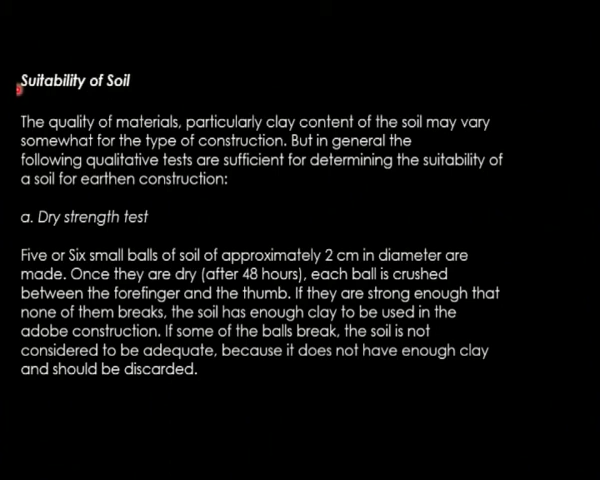 Suitability of Soil
The quality of materials, particularly clay content of the soil may vary
somewhat for the type of construction. But in general the
following qualitative tests are sufficient for determining the suitability of
a soil for earthen construction:
a. Dry strength test
Five or Six small balls of soil of approximately 2 cm in diameter are
made. Once they are dry (after 48 hours), each ball is crushed
between the forefinger and the thumb. If they are strong enough that
none of them breaks, the soil has enough clay to be used in the
adobe construction. If some of the balls break, the soil is not
considered to be adequate, because it does not have enough clay
and should be discarded.